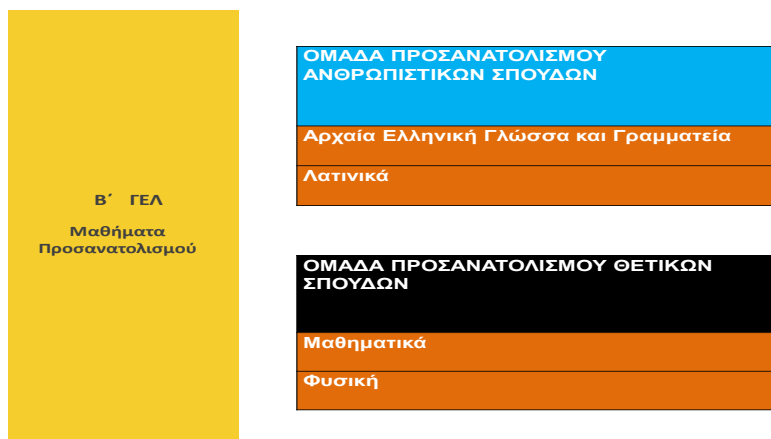 Β΄ ΓΕΛ
Μαθήματα
Προσανατολισμού
ΟΜΑΔΑ ΠΡΟΣΑΝΑΤΟΛΙΣΜΟΥ
ΑΝΘΡΩΠΙΣΤΙΚΩΝ ΣΠΟΥΔΩΝ
Αρχαία Ελληνική Γλώσσα και Γραμματεία
Λατινικά
ΟΜΑΔΑ ΠΡΟΣΑΝΑΤΟΛΙΣΜΟΥ ΘΕΤΙΚΩΝ
ΣΠΟΥΔΩΝ
Μαθηματικά
Φυσική